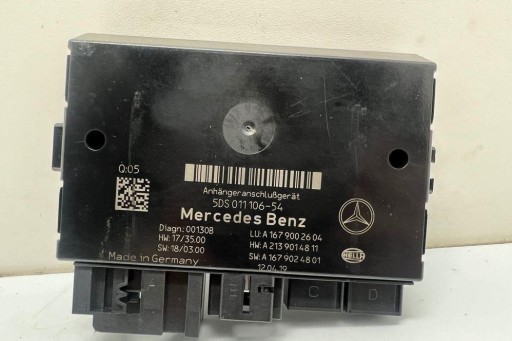 Q:05
Anhängeranschlußgerät
5DS 011 106-54
Mercedes Benz
Diagn: 001308
HW: 17/35.00
SW: 18/03.00
Made in Germany
LU: A 167 900 26 04
HW: A 213 901 48 11
SW: A 167 902 48 01
12.04.19
HELLA
C
D